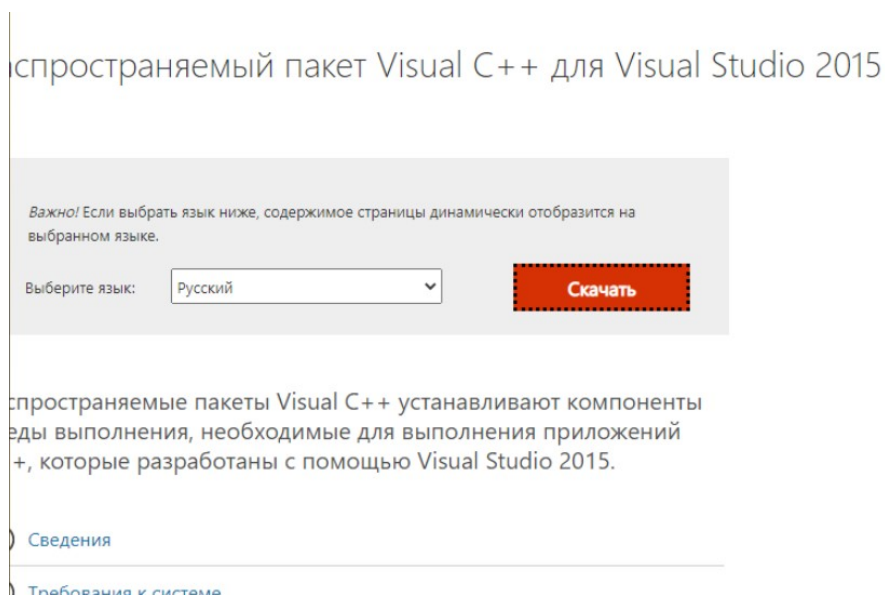 аспространяемый пакет Visual C++ для Visual Studio 2015
Важно! Если выбрать язык ниже, содержимое страницы динамически отобразится на
выбранном языке.
Выберите язык:
Русский
Скачать
спространяемые пакеты Visual C++ устанавливают компоненты
еды выполнения, необходимые для выполнения приложений
+, которые разработаны с помощью Visual Studio 2015.
Сведения
Требования к системе